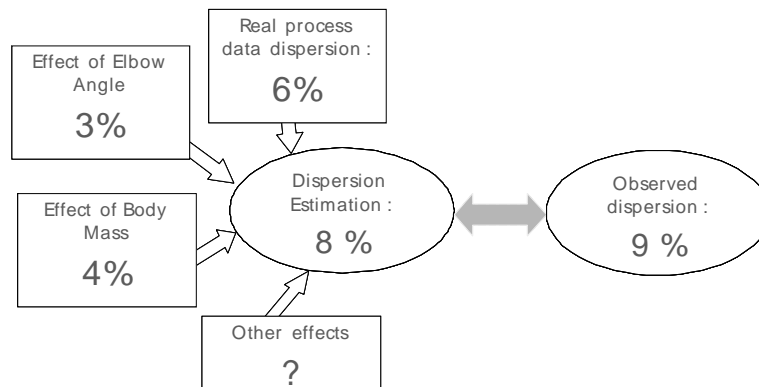 Real process
data dispersion :
6%
Effect of Elbow
Angle
3%
Dispersion
Estimation :
8 %
Observed
dispersion :
9 %
Effect of Body
Mass
4%
Other effects
?